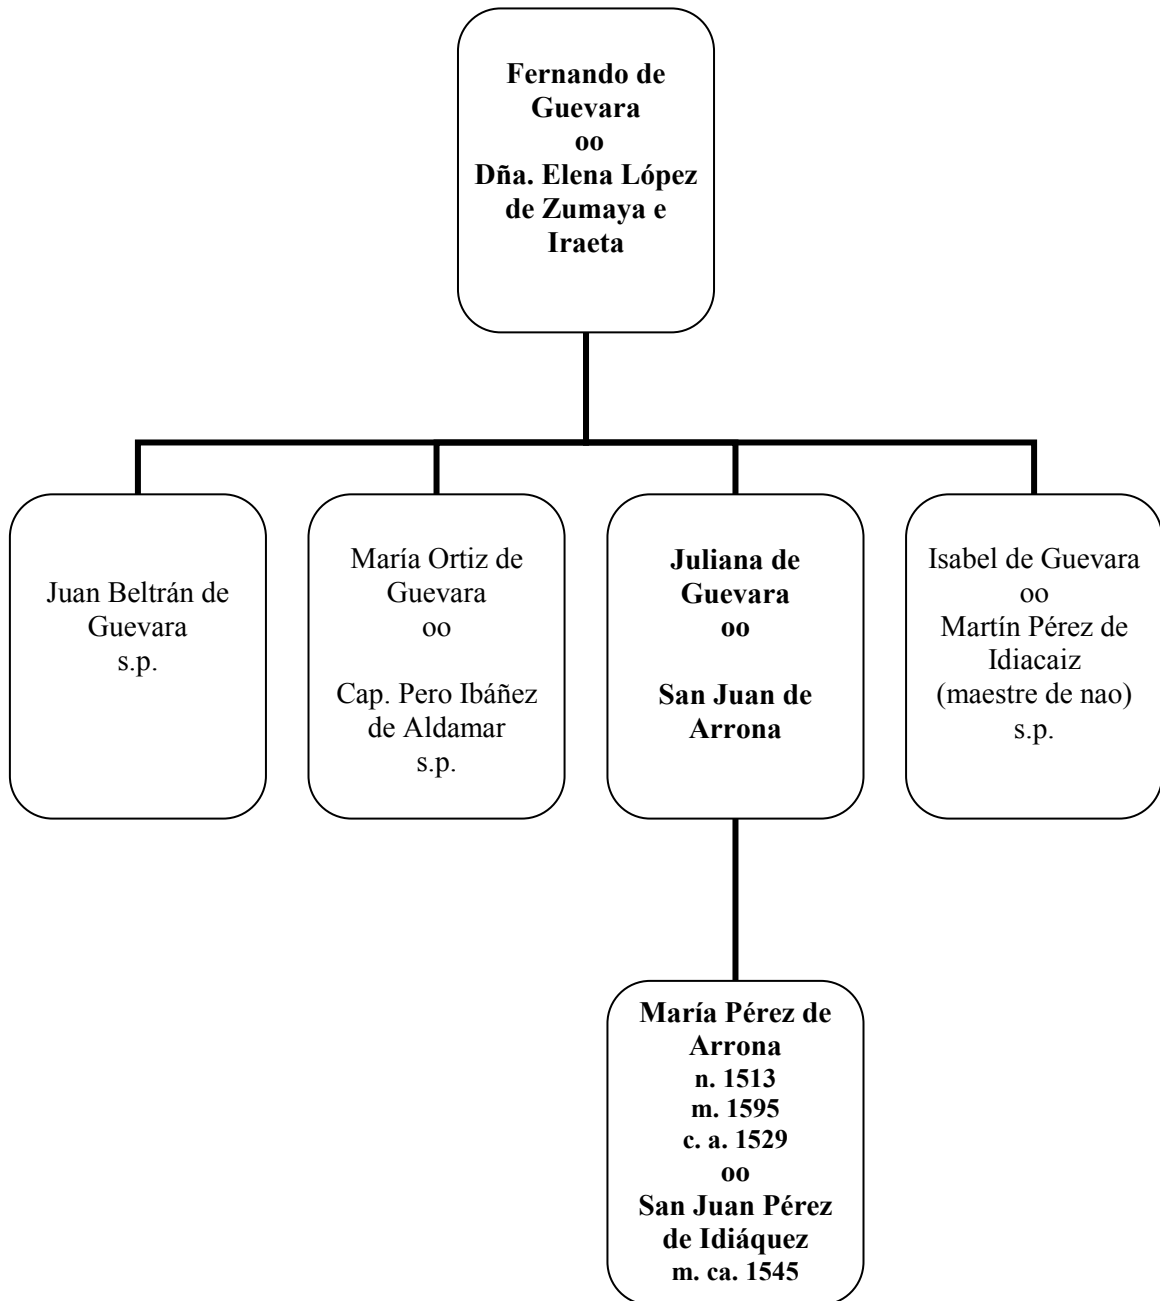 Fernando de
Guevara
oo
Dña. Elena López
de Zumaya e
Iraeta
Juan Beltrán de
Guevara
s.p.
María Ortiz de
Guevara
oo
Cap. Pero Ibáñez
de Aldamar
s.p.
Juliana de
Guevara
oo
San Juan de
Arrona
Isabel de Guevara
oo
Martín Pérez de
Idiacaiz
(maestre de nao)
s.p.
María Pérez de
Arrona
n. 1513
m. 1595
c. a. 1529
oo
San Juan Pérez
de Idiáquez
m. ca. 1545